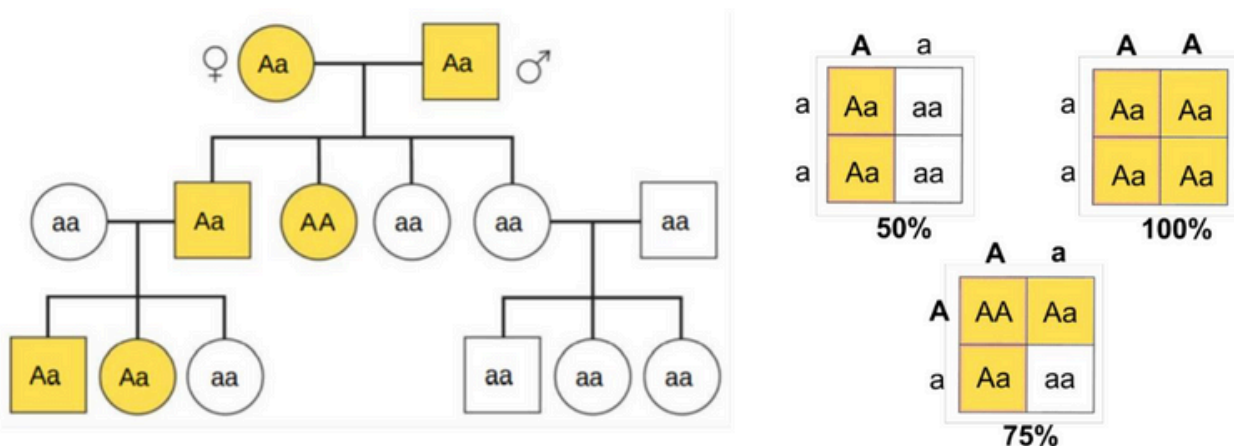 Aa Aa
aa Aa AA aa aa aa
Aa Aa aa aa aa aa
A a
a Aa aa
a Aa aa
50%
A A
a Aa Aa
a Aa Aa
100%
A a
A AA Aa
a Aa aa
75%